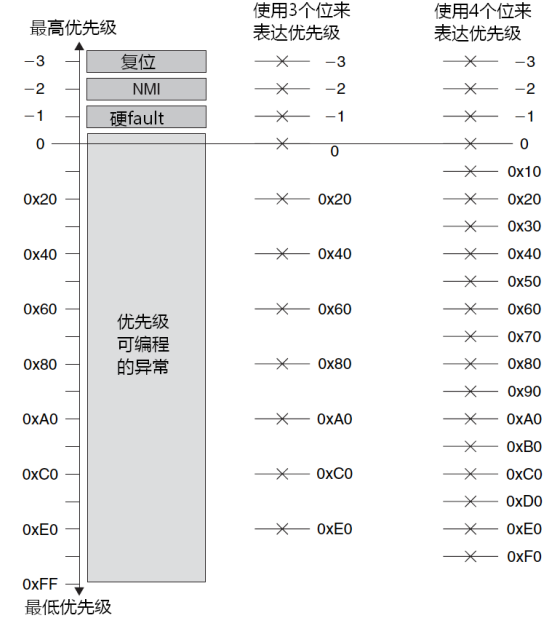 最高优先级
使用3个位来
表达优先级
使用4个位来
表达优先级
−3 复位 −3 −3
−2 NMI −2 −2
−1 硬fault −1 −1
0 0 0
0x10
0x20 0x20 0x20
0x30
0x40 0x40 0x40
0x50
0x60 0x60 0x60
优先级
可编程
的异常
0x70
0x80 0x80 0x80
0x90
0xA0 0xA0 0xA0
0xB0
0xC0 0xC0 0xC0
0xD0
0xE0 0xE0 0xE0
0xF0
0xFF
最低优先级